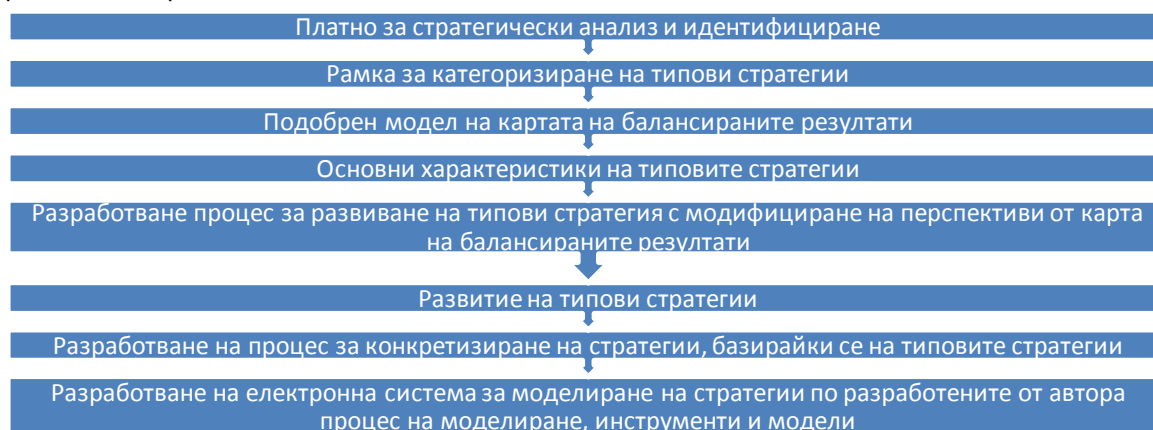 Платно за стратегически анализ и идентифициране
Рамка за категоризиране на типови стратегии
Подобрен модел на картата на балансираните резултати
Основни характеристики на типовите стратегии
Разработване процес за развиване на типови стратегия с модифициране на перспективи от карта
на балансираните резултати
Развитие на типови стратегии
Разработване на процес за конкретизиране на стратегии, базирайки се на типовите стратегии
Разработване на електронна система за моделиране на стратегии по разработените от автора
процес на моделиране, инструменти и модели